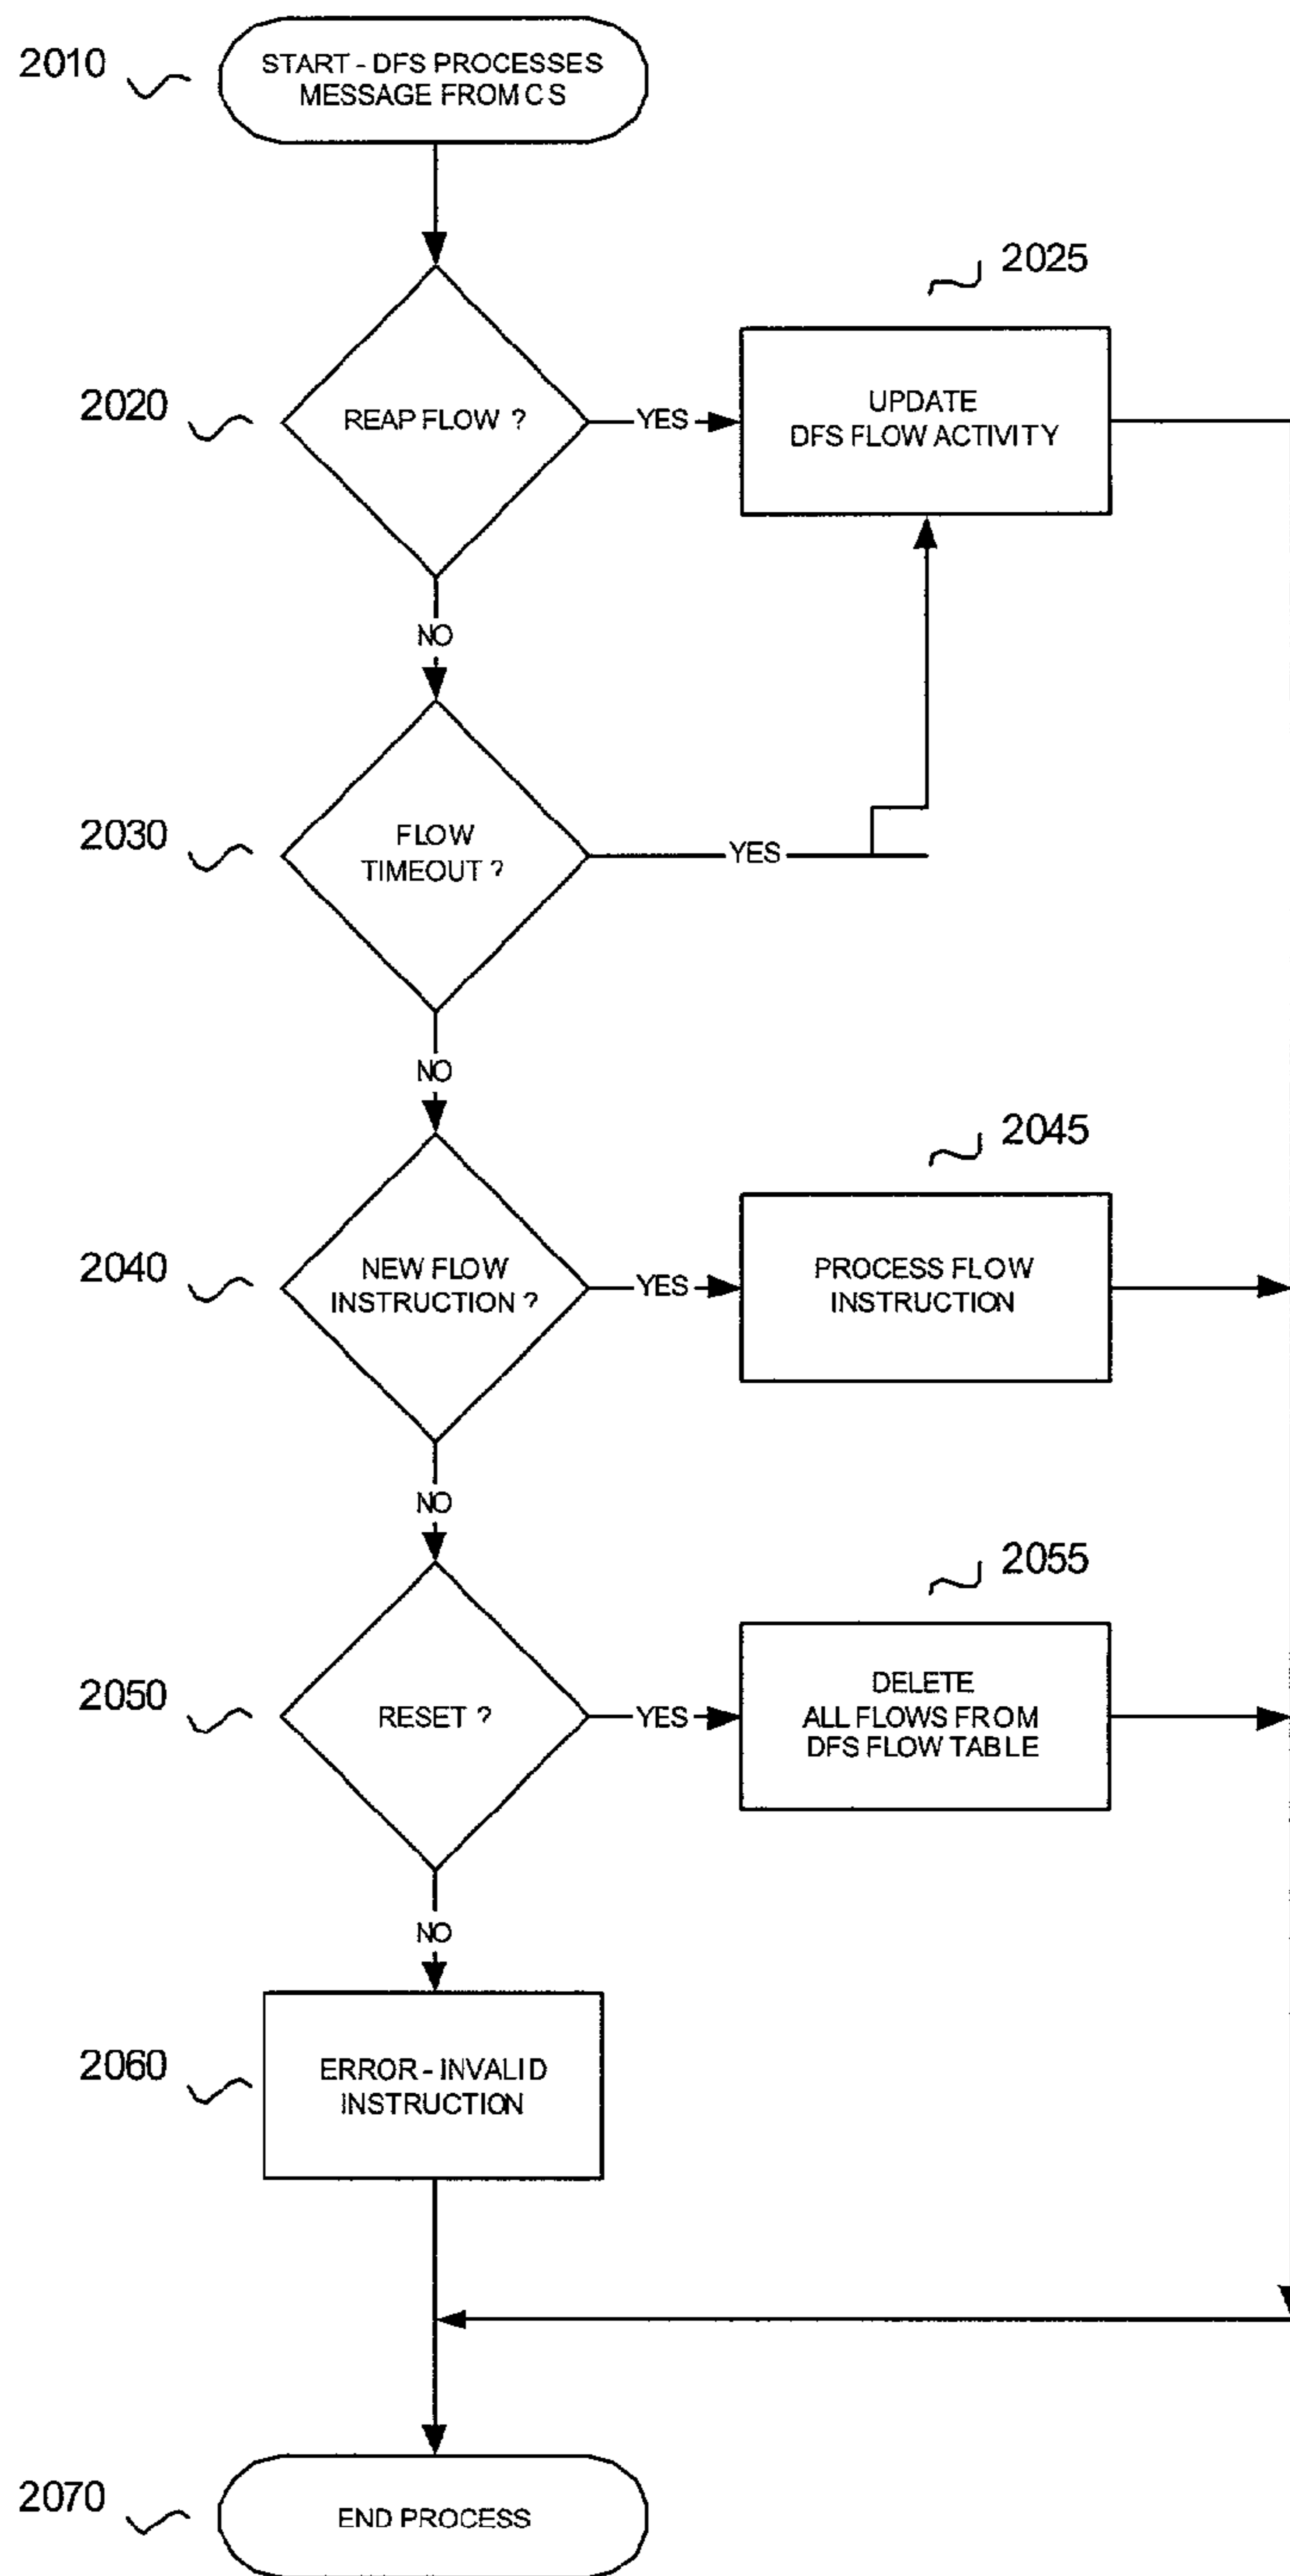 2010
START - DFS PROCESSES
MESSAGE FROM CS
2020
REAP FLOW ?
YES
2025
UPDATE
DFS FLOW ACTIVITY
NO
2030
FLOW
TIMEOUT ?
YES
NO
2040
NEW FLOW
INSTRUCTION ?
YES
2045
PROCESS FLOW
INSTRUCTION
NO
2050
RESET ?
YES
2055
DELETE
ALL FLOWS FROM
DFS FLOW TABLE
NO
2060
ERROR - INVALID
INSTRUCTION
2070
END PROCESS